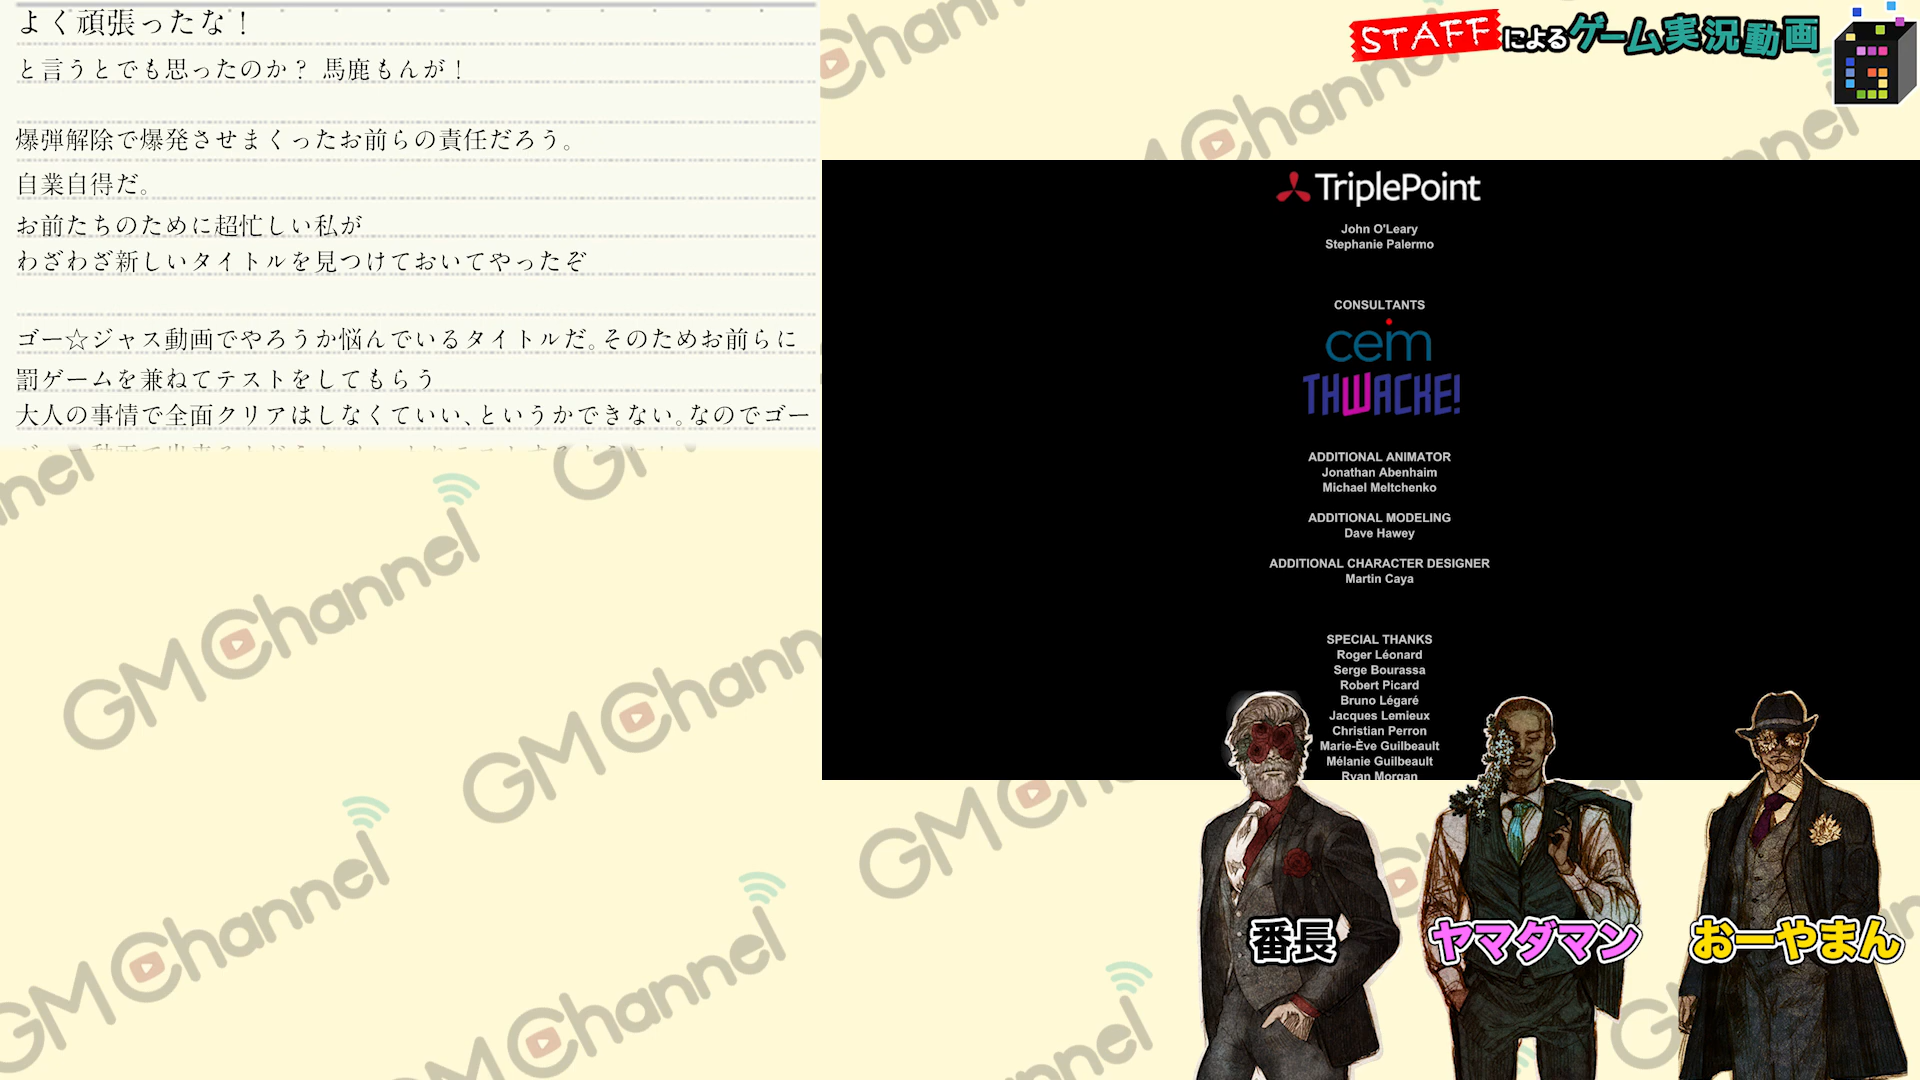 よく頑張ったな！
と言うとでも思ったのか？ 馬鹿もんが！
爆弾解除で爆発させまくったお前らの責任だろう。
自業自得だ。
お前たちのために超忙しい私が
わざわざ新しいタイトルを見つけておいてやったぞ
ゴー☆ジャス動画でやろうか悩んでいるタイトルだ。そのためお前らに
罰ゲームを兼ねてテストをしてもらう
大人の事情で全面クリアはしなくていい、というかできない。なのでゴー
STAFFによるゲーム実況動画
TriplePoint
John O'Leary
Stephanie Palermo
CONSULTANTS
ceim
THWACKE!
ADDITIONAL ANIMATOR
Jonathan Abenhaim
Michael Meltchenko
ADDITIONAL MODELING
Dave Hawey
ADDITIONAL CHARACTER DESIGNER
Martin Caya
SPECIAL THANKS
Roger Léonard
Serge Bourassa
Robert Picard
Bruno Légaré
Jacques Lemieux
Christian Perron
Marie-Ève Guilbeault
Mélanie Guilbeault
Ryan Morgan
番長
ヤマダマン
おーやまん
GMChannel
GMChannel
GMChannel
GMChannel